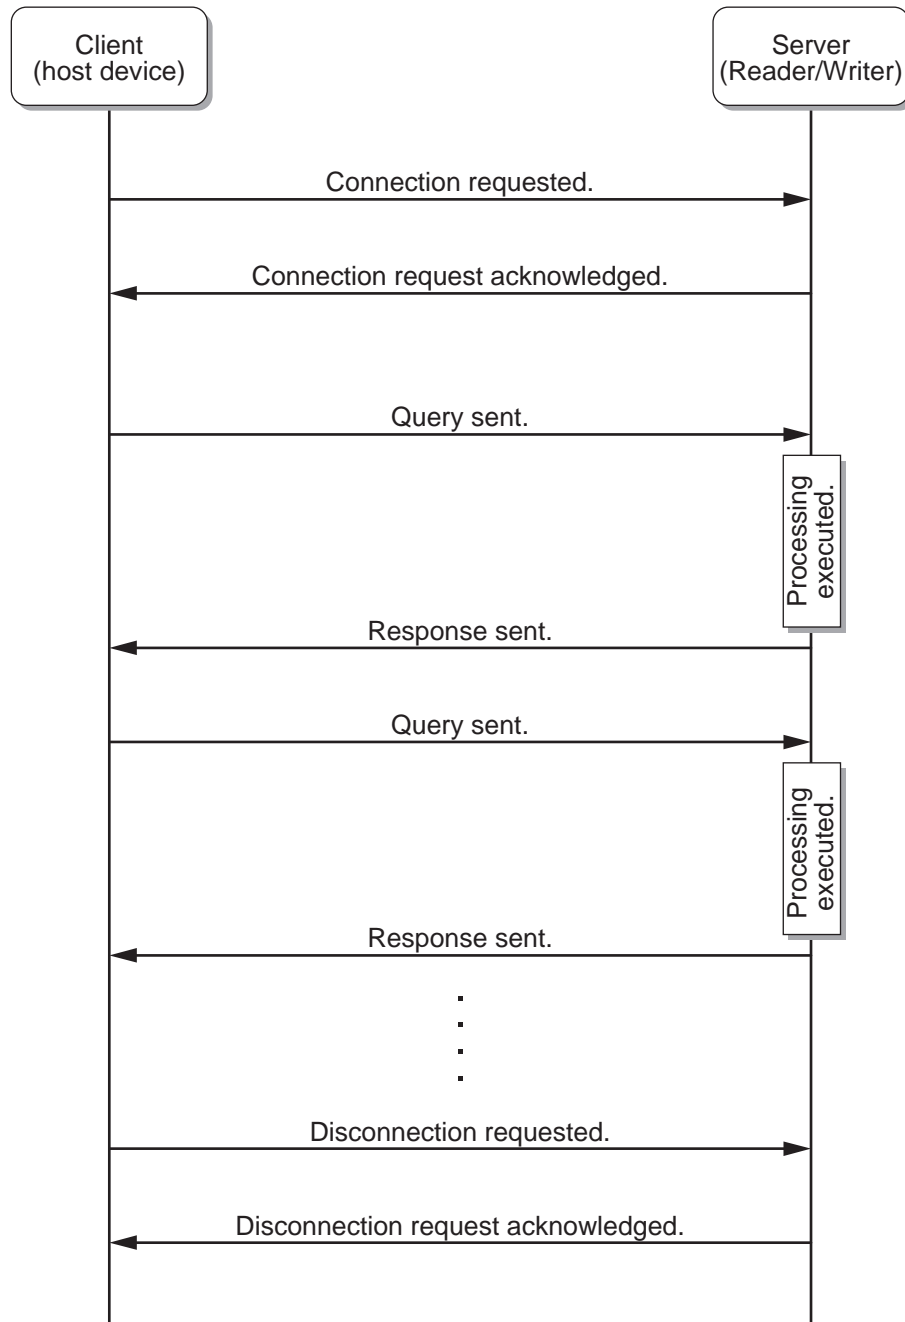 Client
(host device)
Server
(Reader/Writer)
Connection requested.
Connection request acknowledged.
Query sent.
Processing
executed.
Response sent.
Query sent.
Processing
executed.
Response sent.
Disconnection requested.
Disconnection request acknowledged.